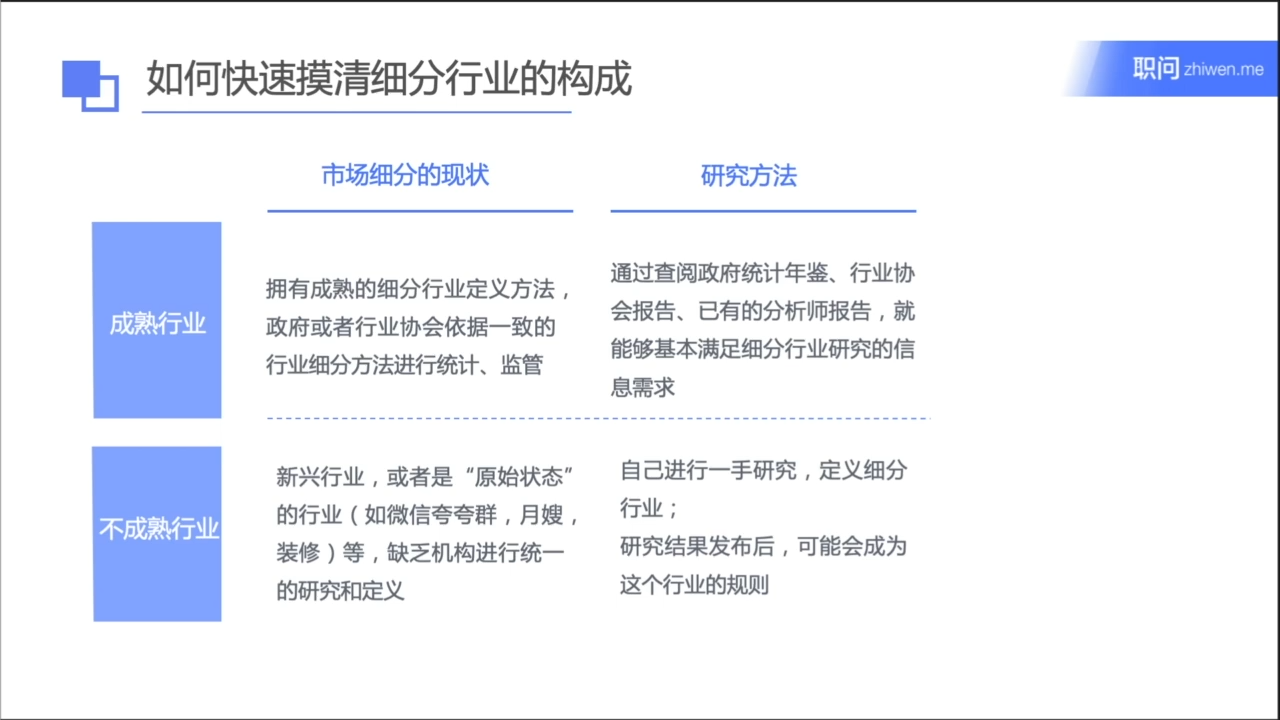 如何快速摸清细分行业的构成
职问 zhiwen.me
市场细分的现状
研究方法
成熟行业
拥有成熟的细分行业定义方法，
政府或者行业协会依据一致的
行业细分方法进行统计、监管
通过查阅政府统计年鉴、行业协
会报告、已有的分析师报告，就
能够基本满足细分行业研究的信
息需求
不成熟行业
新兴行业，或者是“原始状态”
的行业（如微信夸夸群，月嫂，
装修）等，缺乏机构进行统一
的研究和定义
自己进行一手研究，定义细分
行业；
研究结果发布后，可能会成为
这个行业的规则